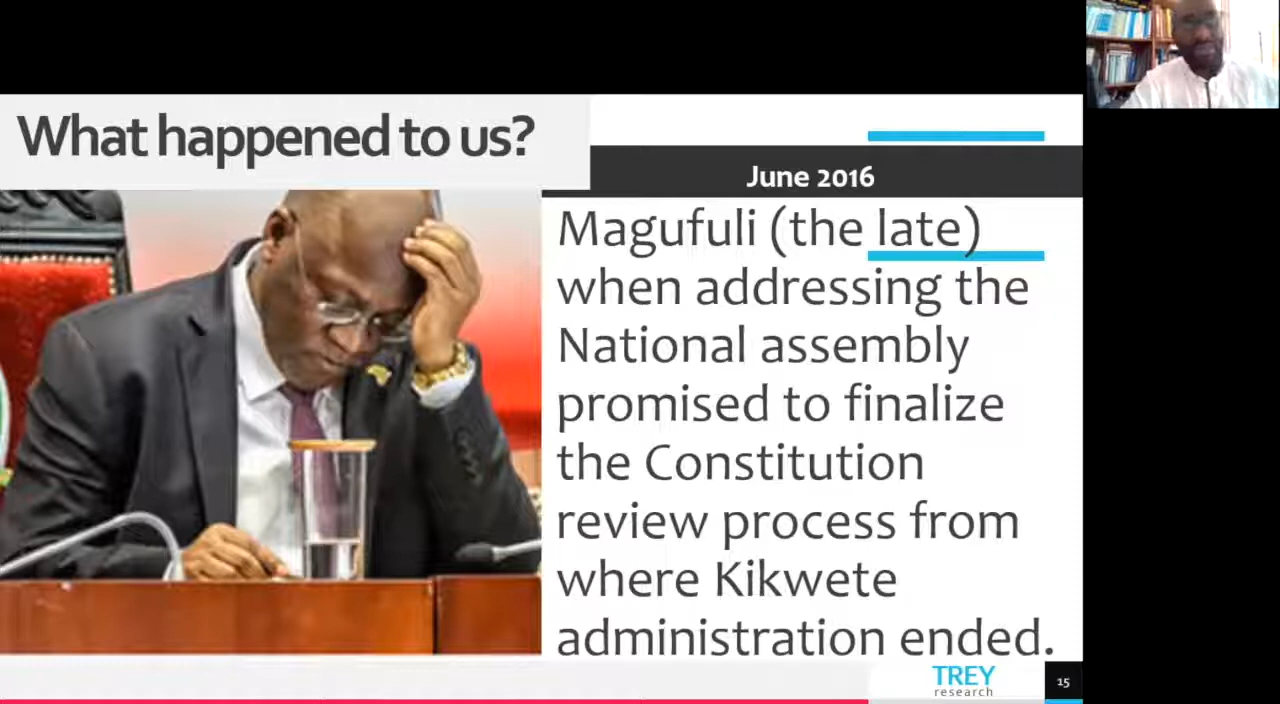 What happened to us?
June 2016
Magufuli (the late)
when addressing the
National assembly
promised to finalize
the Constitution
review process from
where Kikwete
administration ended.
TREY
research
15